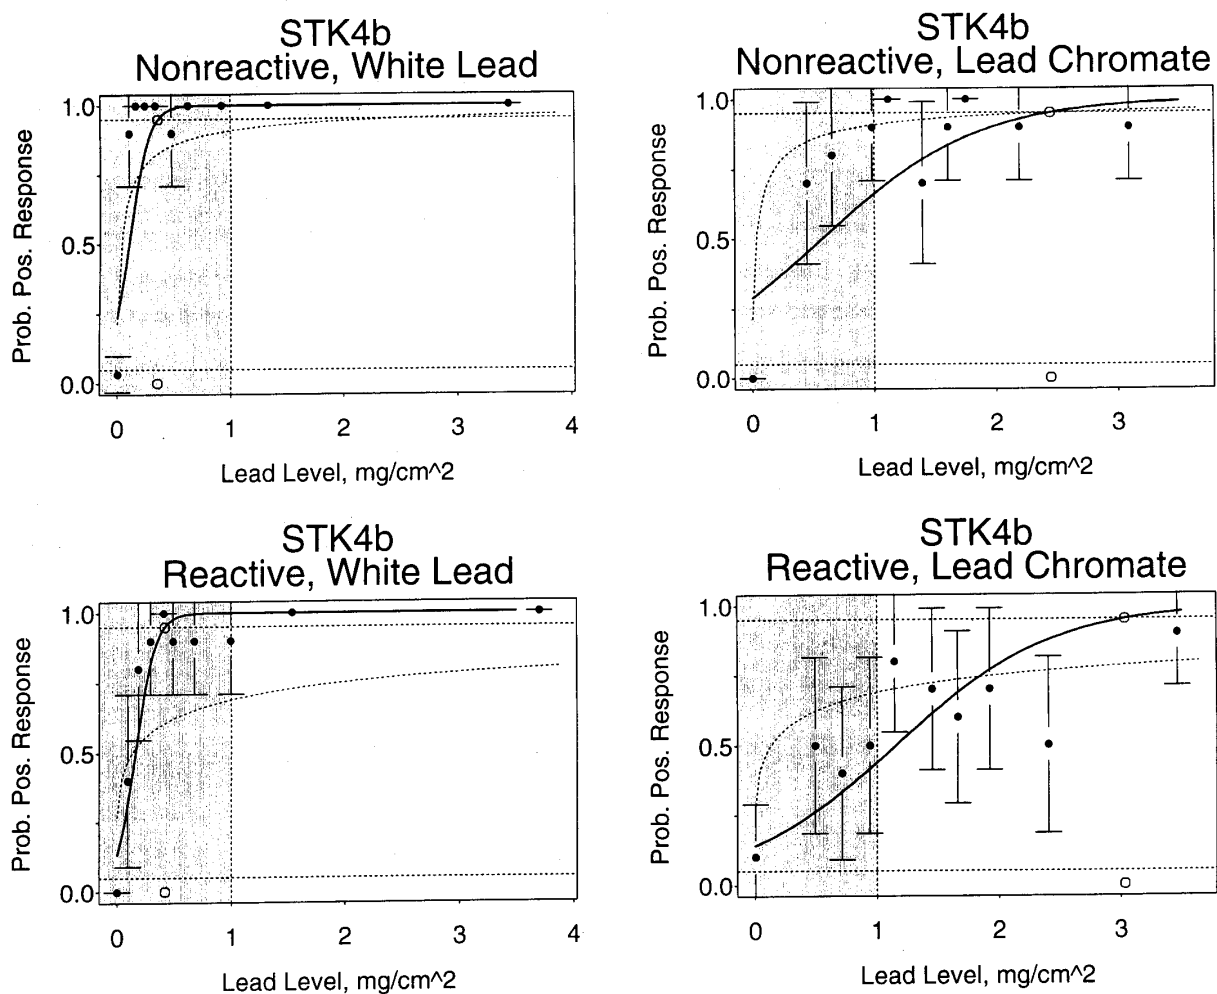 STK4b
Nonreactive, White Lead
Prob. Pos. Response
1.0
0.5
0.0
0 1 2 3 4
Lead Level, mg/cm^2
STK4b
Nonreactive, Lead Chromate
Prob. Pos. Response
1.0
0.5
0.0
0 1 2 3
Lead Level, mg/cm^2
STK4b
Reactive, White Lead
Prob. Pos. Response
1.0
0.5
0.0
0 1 2 3 4
Lead Level, mg/cm^2
STK4b
Reactive, Lead Chromate
Prob. Pos. Response
1.0
0.5
0.0
0 1 2 3
Lead Level, mg/cm^2